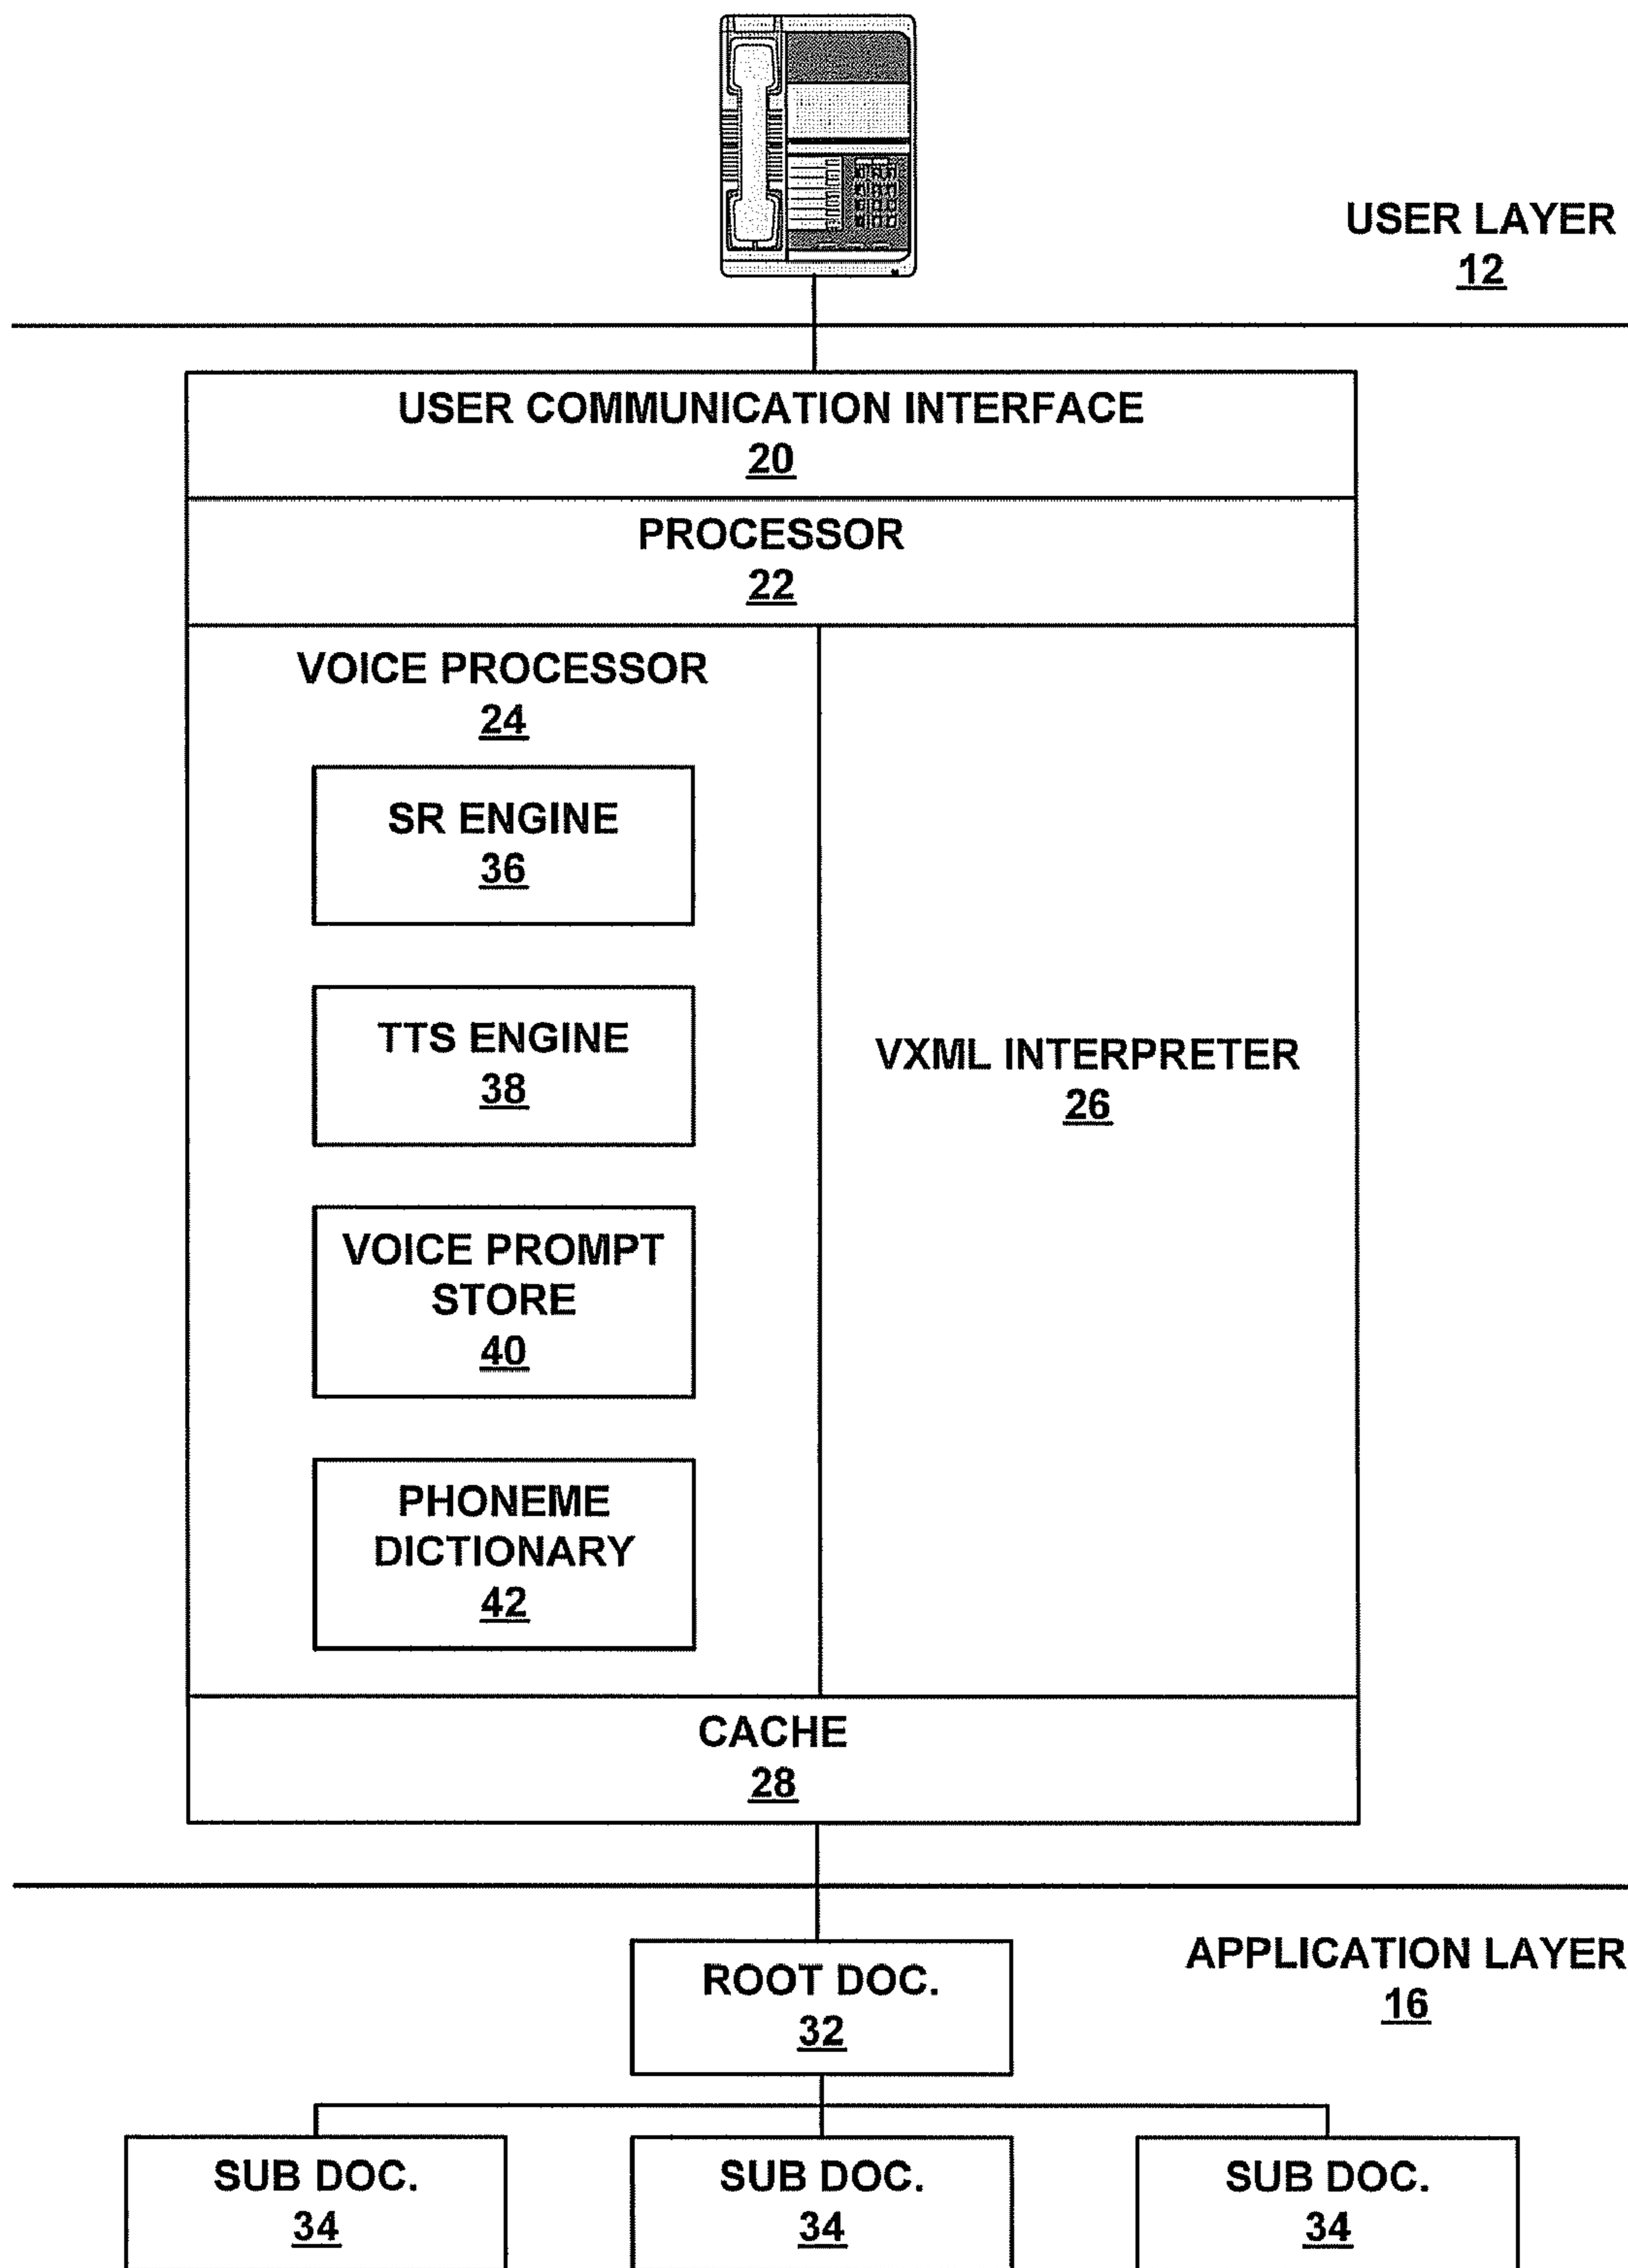 USER LAYER
12
USER COMMUNICATION INTERFACE
20
PROCESSOR
22
VOICE PROCESSOR
24
SR ENGINE
36
TTS ENGINE
38
VOICE PROMPT
STORE
40
PHONEME
DICTIONARY
42
VXML INTERPRETER
26
CACHE
28
APPLICATION LAYER
16
ROOT DOC.
32
SUB DOC.
34
SUB DOC.
34
SUB DOC.
34